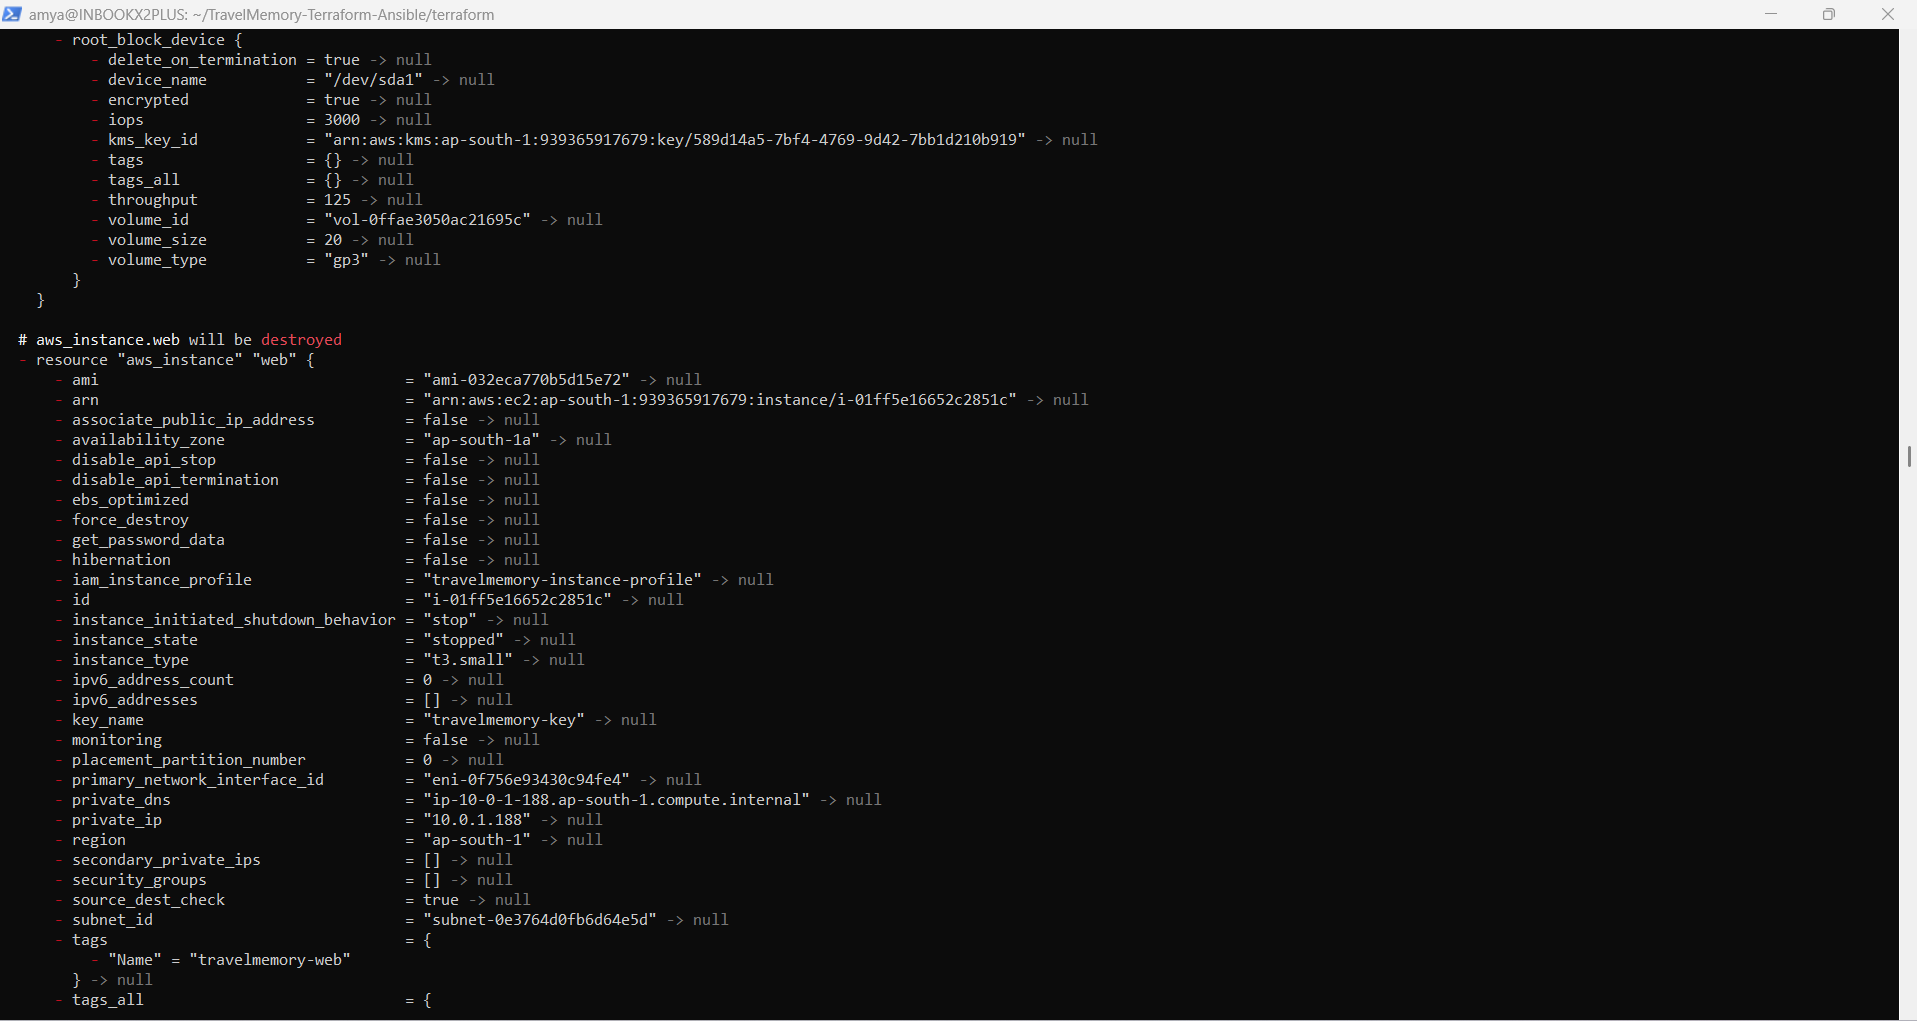 amya@INBOOKX2PLUS: ~/TravelMemory-Terraform-Ansible/terraform
- root_block_device {
- delete_on_termination = true -> null
- device_name = "/dev/sda1" -> null
- encrypted = true -> null
- iops = 3000 -> null
- kms_key_id = "arn:aws:kms:ap-south-1:939365917679:key/589d14a5-7bf4-4769-9d42-7bb1d210b919" -> null
- tags = {} -> null
- tags_all = {} -> null
- throughput = 125 -> null
- volume_id = "vol-0ffae3050ac21695c" -> null
- volume_size = 20 -> null
- volume_type = "gp3" -> null
}
}
# aws_instance.web will be destroyed
- resource "aws_instance" "web" {
- ami = "ami-032eca770b5d15e72" -> null
- arn = "arn:aws:ec2:ap-south-1:939365917679:instance/i-01ff5e16652c2851c" -> null
- associate_public_ip_address = false -> null
- availability_zone = "ap-south-1a" -> null
- disable_api_stop = false -> null
- disable_api_termination = false -> null
- ebs_optimized = false -> null
- force_destroy = false -> null
- get_password_data = false -> null
- hibernation = false -> null
- iam_instance_profile = "travelmemory-instance-profile" -> null
- id = "i-01ff5e16652c2851c" -> null
- instance_initiated_shutdown_behavior = "stop" -> null
- instance_state = "stopped" -> null
- instance_type = "t3.small" -> null
- ipv6_address_count = 0 -> null
- ipv6_addresses = [] -> null
- key_name = "travelmemory-key" -> null
- monitoring = false -> null
- placement_partition_number = 0 -> null
- primary_network_interface_id = "eni-0f756e93430c94fe4" -> null
- private_dns = "ip-10-0-1-188.ap-south-1.compute.internal" -> null
- private_ip = "10.0.1.188" -> null
- region = "ap-south-1" -> null
- secondary_private_ips = [] -> null
- security_groups = [] -> null
- source_dest_check = true -> null
- subnet_id = "subnet-0e3764d0fb6d64e5d" -> null
- tags = {
- "Name" = "travelmemory-web"
} -> null
- tags_all = {